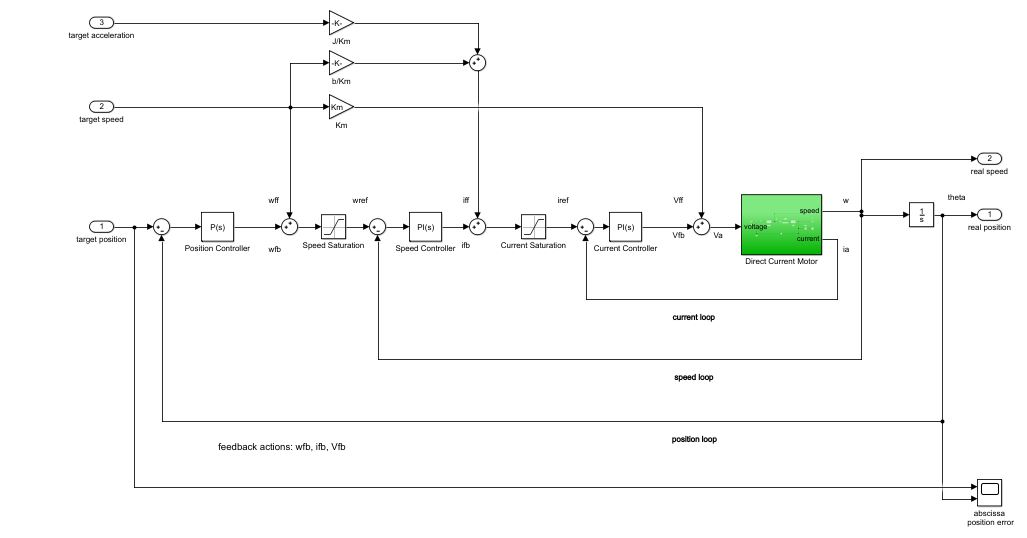 3
target acceleration
-K-
J/Km
-K-
b/Km
2
target speed
Km
Km
2
real speed
wff
wref
iff
iref
Vff
w
theta
1
target position
P(s)
Position Controller
wfb
Speed Saturation
PI(s)
Speed Controller
ifb
Current Saturation
PI(s)
Current Controller
Vfb
Va
voltage
speed
current
Direct Current Motor
ia
1
s
1
real position
current loop
speed loop
position loop
feedback actions: wfb, ifb, Vfb
abscissa
position error